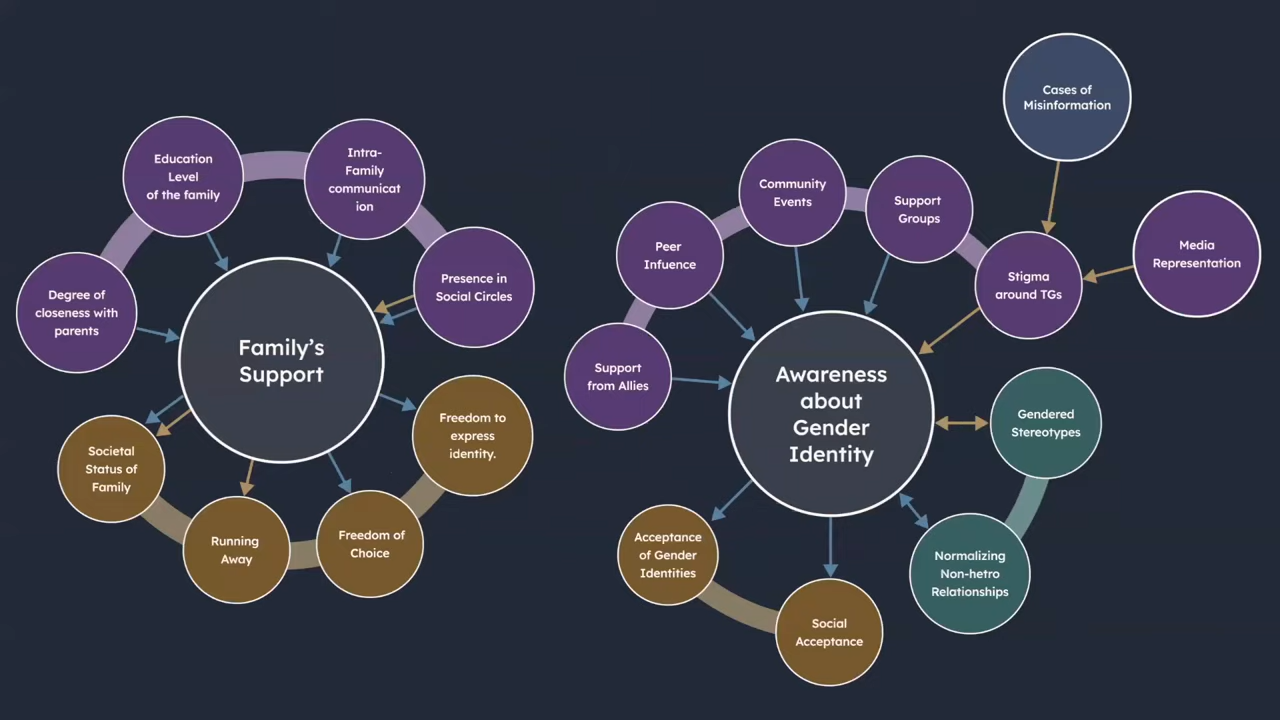 Education
Level
of the family
Intra-
Family
communicat
ion
Degree of
closeness with
parents
Presence in
Social Circles
Family's
Support
Societal
Status of
Family
Running
Away
Freedom of
Choice
Freedom to
express
identity.
Cases of
Misinformation
Media
Representation
Community
Events
Support
Groups
Peer
Infuence
Stigma
around TGs
Support
from Allies
Awareness
about
Gender
Identity
Gendered
Stereotypes
Normalizing
Non-hetro
Relationships
Acceptance
of Gender
Identities
Social
Acceptance